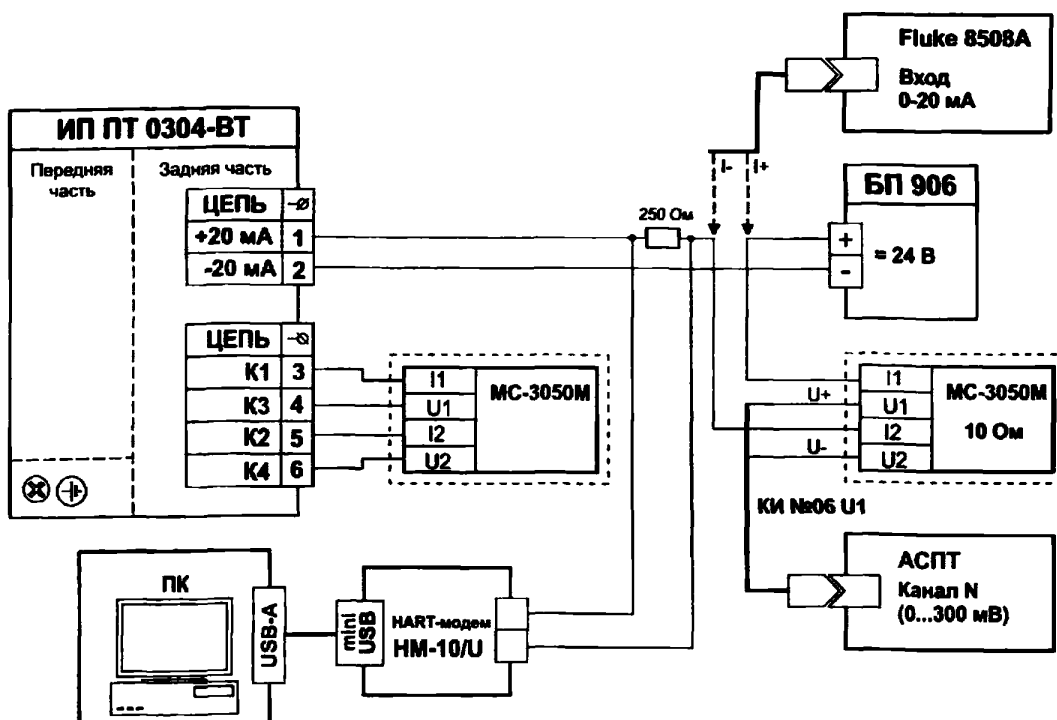 Fluke 8508A
Вход
0-20 мА
ИП ПТ 0304-ВТ
Передняя часть
Задняя часть
ЦЕПЬ
+20 мА 1
-20 мА 2
250 Ом
I- I+
БП 906
+
-
= 24 В
ЦЕПЬ
К1 3
К3 4
К2 5
К4 6
I1
U1
I2
U2
МС-3050М
U+
U-
I1
U1
I2
U2
МС-3050М
10 Ом
КИ №06 U1
АСПТ
Канал N
(0...300 мВ)
ПК
USB-A
mini USB
HART-модем
HM-10/U